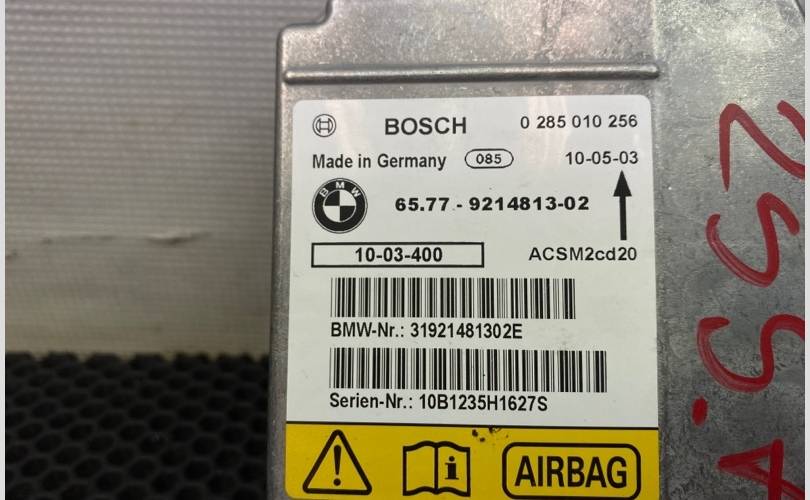 BOSCH 0 285 010 256
Made in Germany 085 10-05-03
BMW
65.77 - 9214813-02
10-03-400 ACSM2cd20
BMW-Nr.: 31921481302E
Serien-Nr.: 10B1235H1627S
AIRBAG